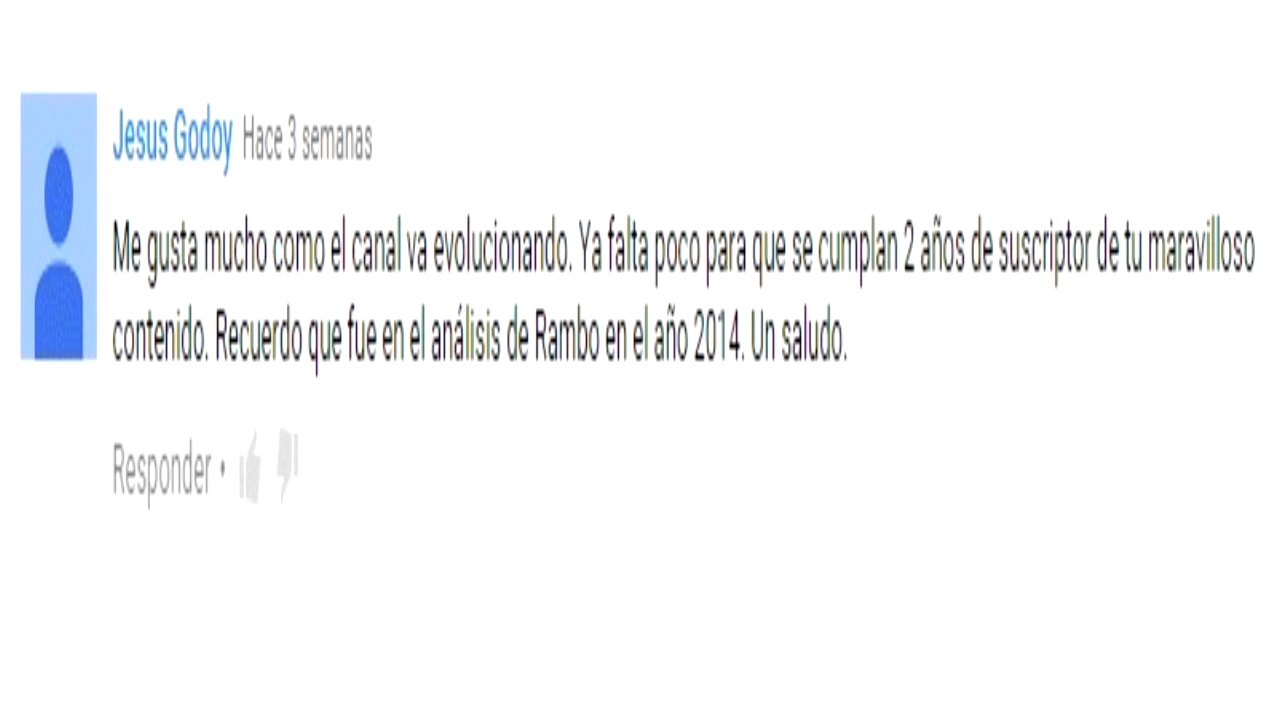 Jesus Godoy Hace 3 semanas
Me gusta mucho como el canal va evolucionando. Ya falta poco para que se cumplan 2 años de suscriptor de tu maravilloso
contenido. Recuerdo que fue en el análisis de Rambo en el año 2014. Un saludo.
Responder •